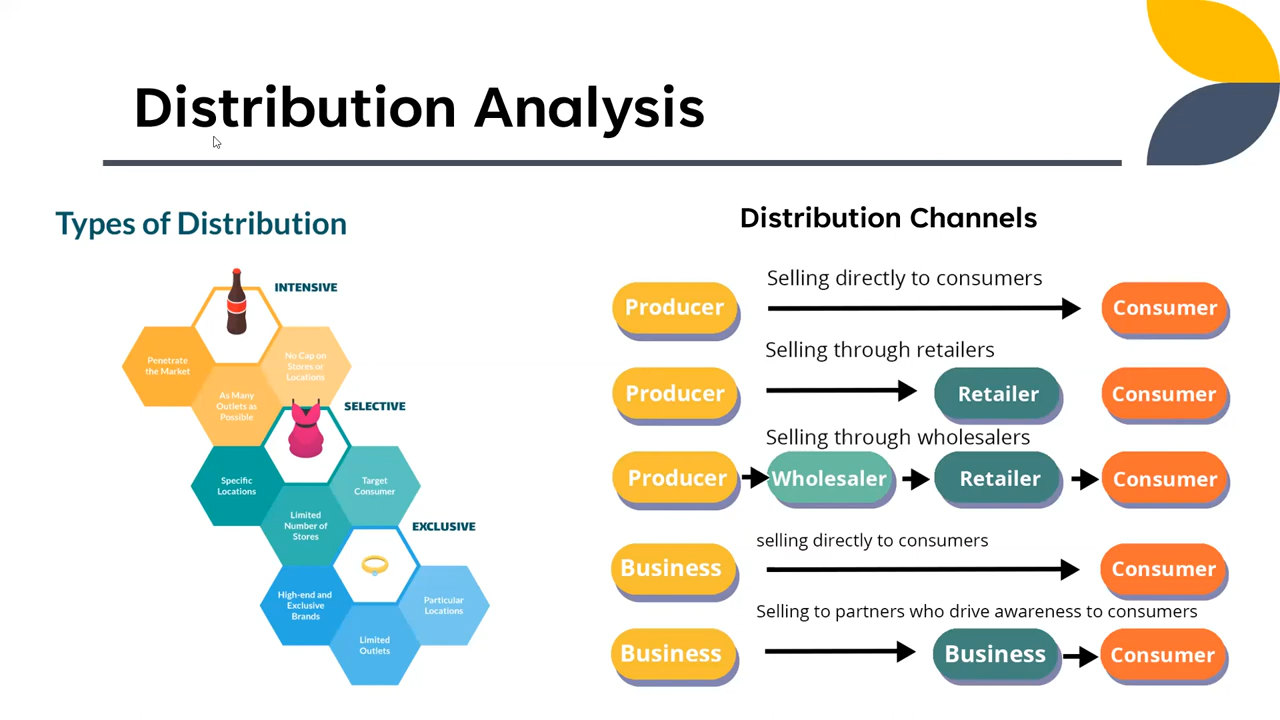 Distribution Analysis
Types of Distribution
INTENSIVE
Penetrate
the Market
No Cap on
Stores or
Locations
As Many
Outlets as
Possible
SELECTIVE
Specific
Locations
Target
Consumer
Limited
Number of
Stores
EXCLUSIVE
High-end and
Exclusive
Brands
Particular
Locations
Limited
Outlets
Distribution Channels
Selling directly to consumers
Producer Consumer
Selling through retailers
Producer Retailer Consumer
Selling through wholesalers
Producer Wholesaler Retailer Consumer
selling directly to consumers
Business Consumer
Selling to partners who drive awareness to consumers
Business Business Consumer